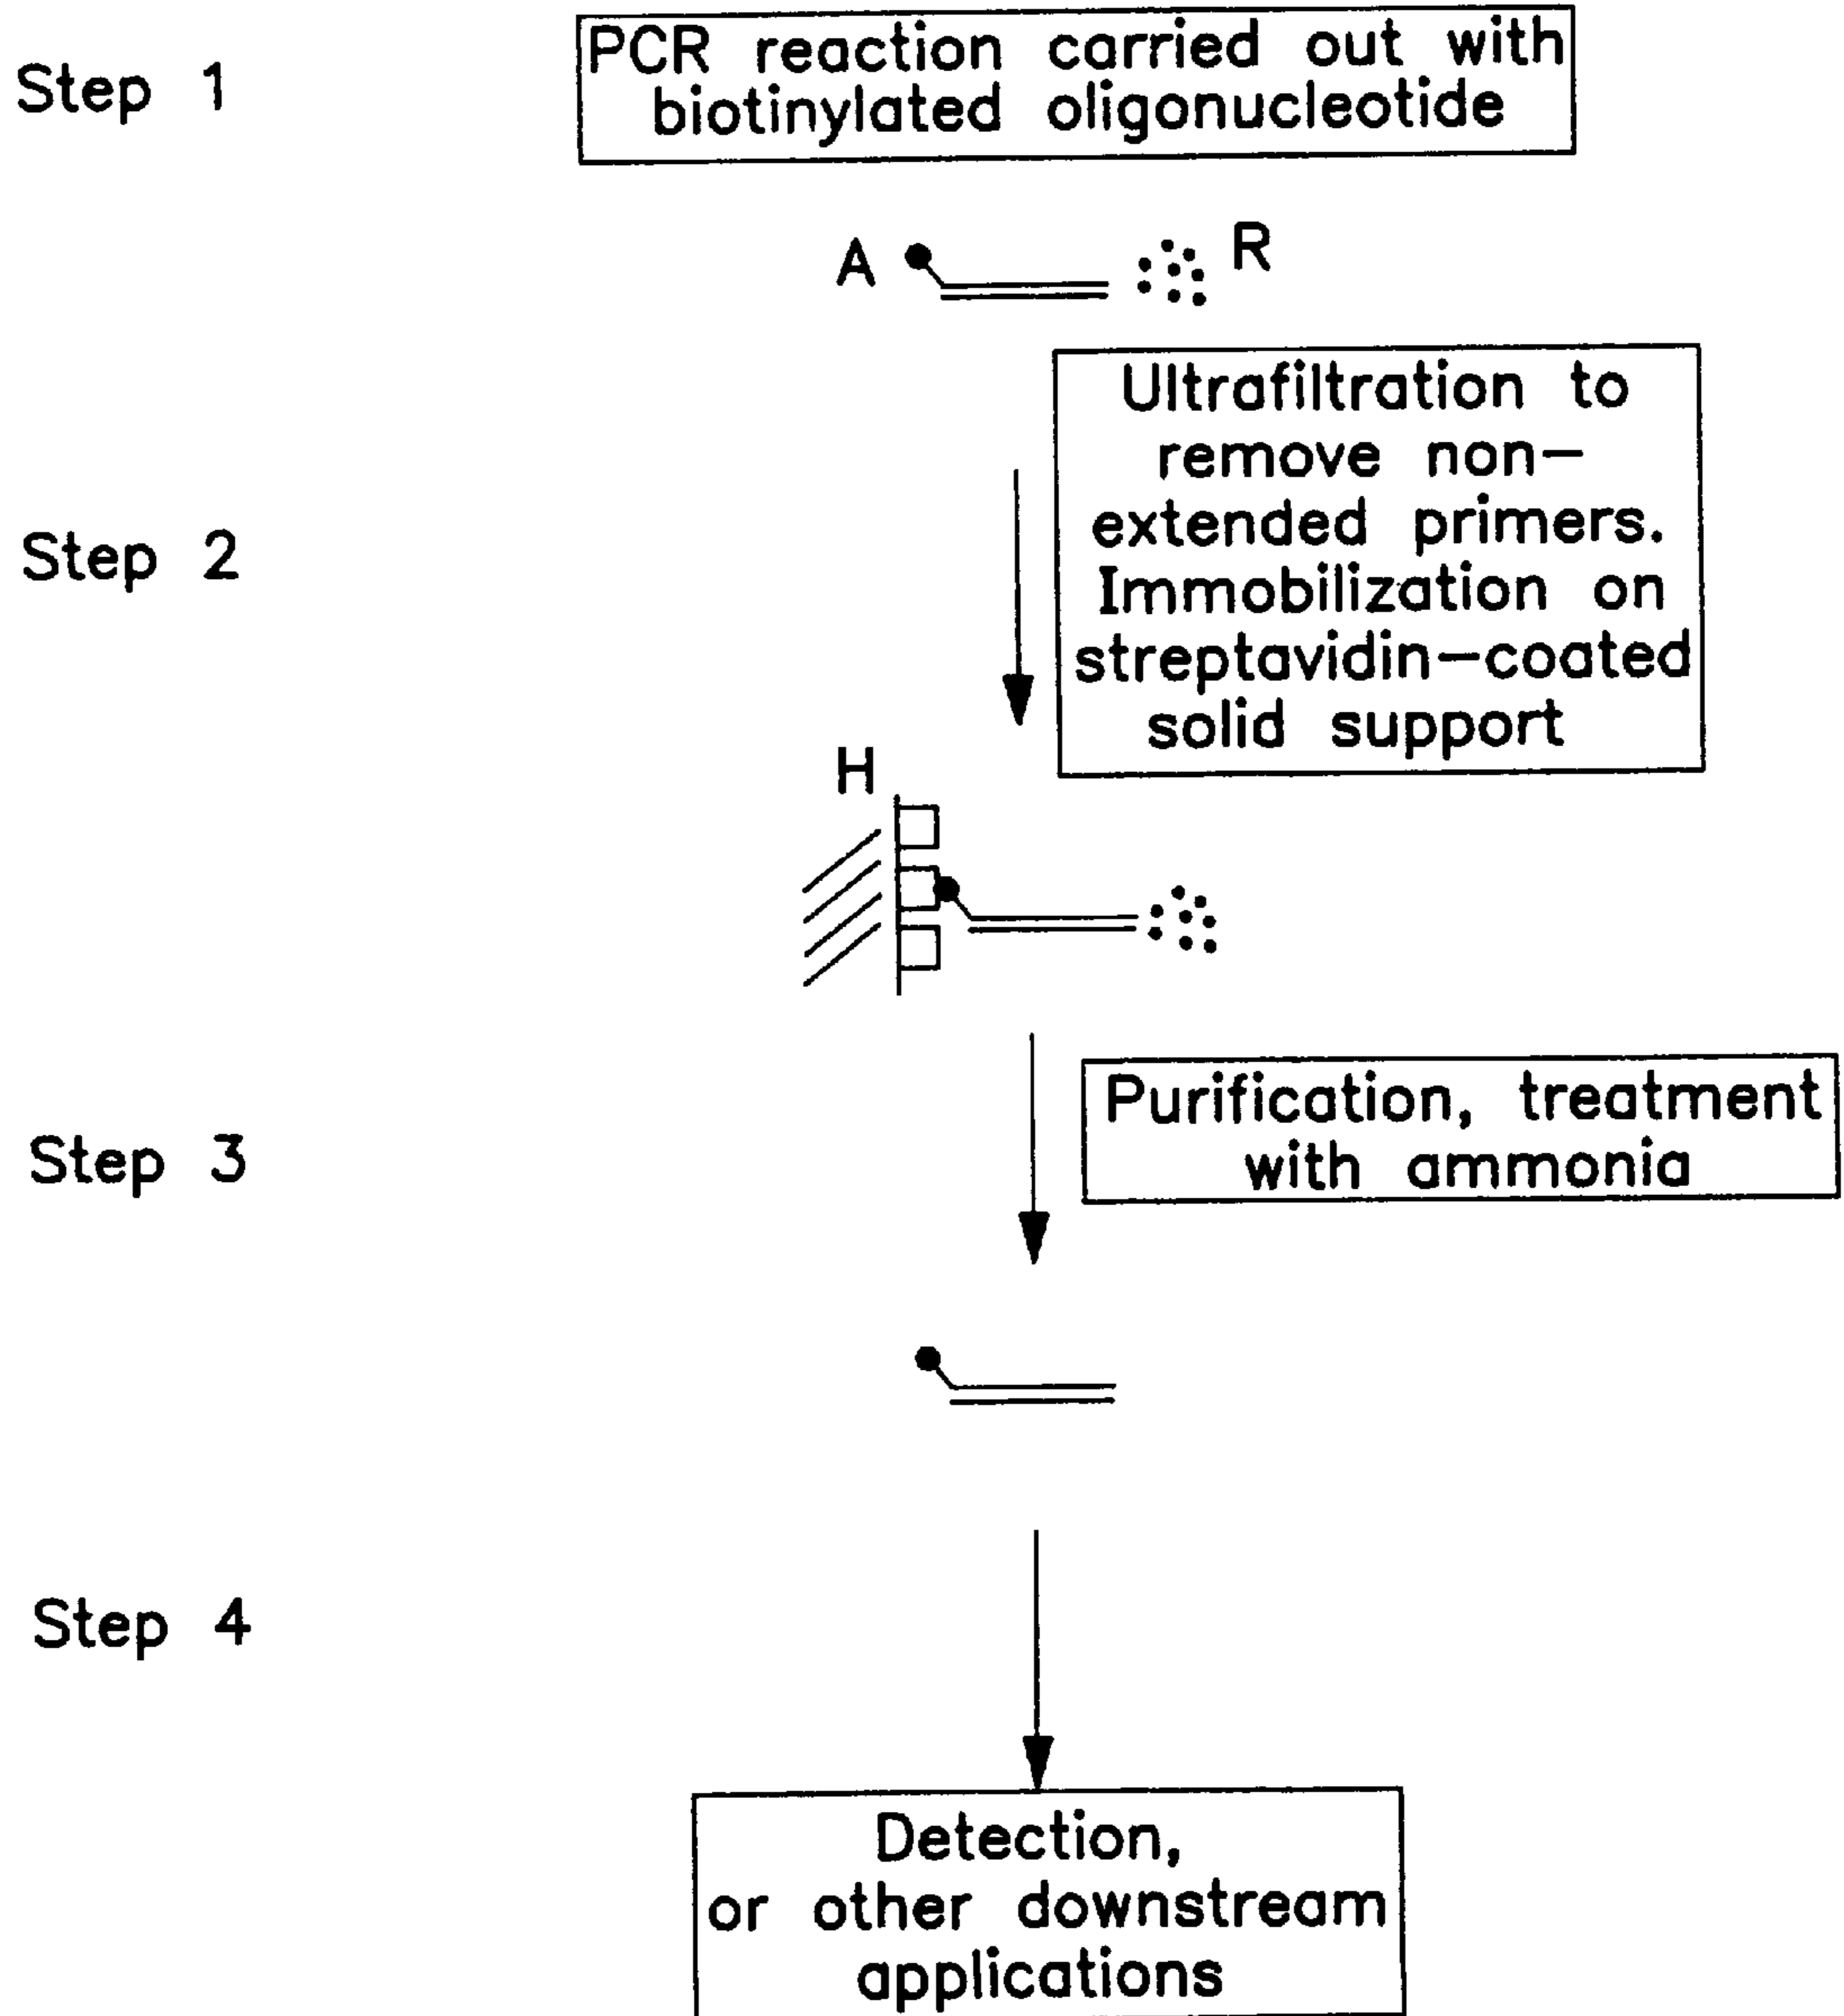 Step 1
PCR reaction carried out with
biotinylated oligonucleotide
A
R
Step 2
Ultrafiltration to
remove non-
extended primers.
Immobilization on
streptavidin-coated
solid support
H
Step 3
Purification, treatment
with ammonia
Step 4
Detection,
or other downstream
applications